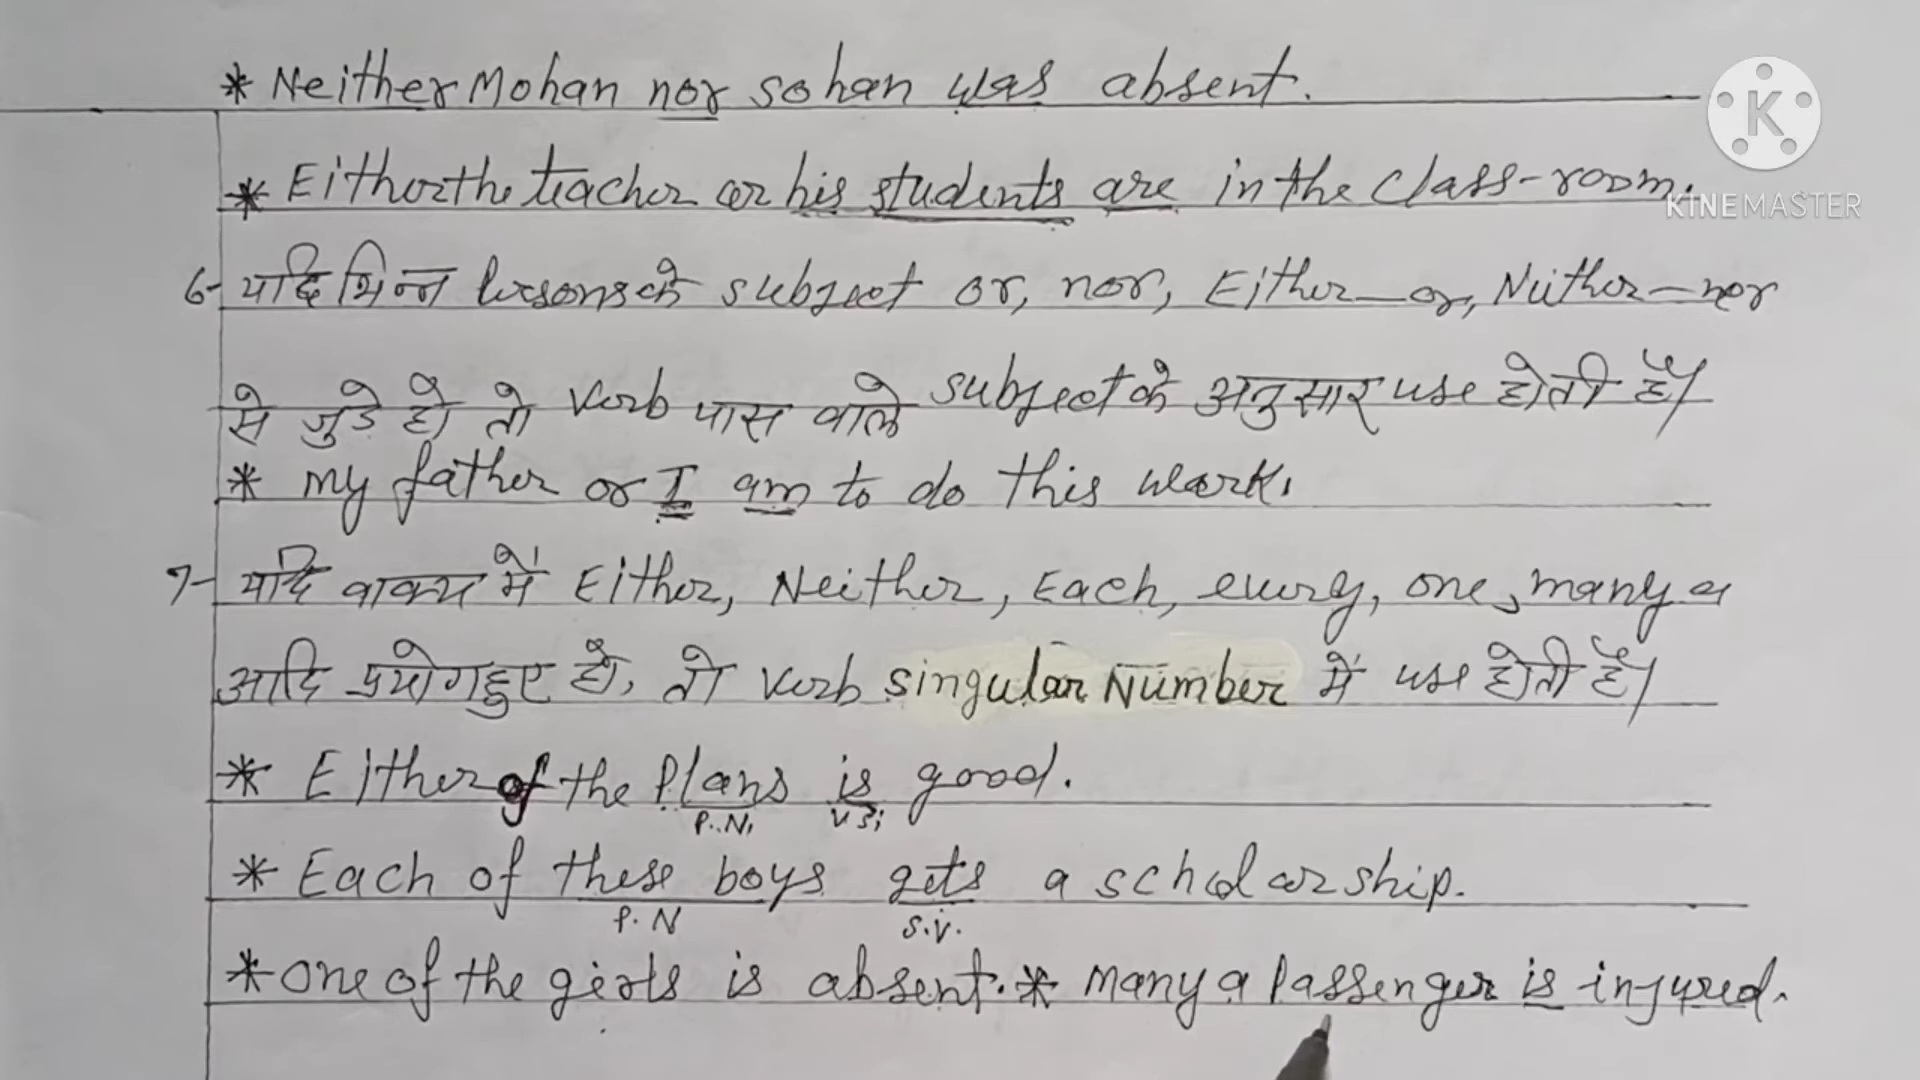 * Neither Mohan nor sohan was absent.
* Either the teacher or his students are in the class-room.
K
KINEMASTER
6- यदि भिन्न Persons के subject or, nor, Either—or, Neither—nor
से जुडे हो तो Verb पास वाले subject के अनुसार use होती है।
* my father or I am to do this work.
7- यदि वाक्य में Either, Neither, Each, every, one, many a
आदि प्रयोग हुए हो, तो Verb singular Number में use होती है।
* Either of the Plans is good.
P.N. V.S.
* Each of these boys gets a scholarship.
P.N S.V.
* One of the girls is absent. * Many a Passenger is injured.